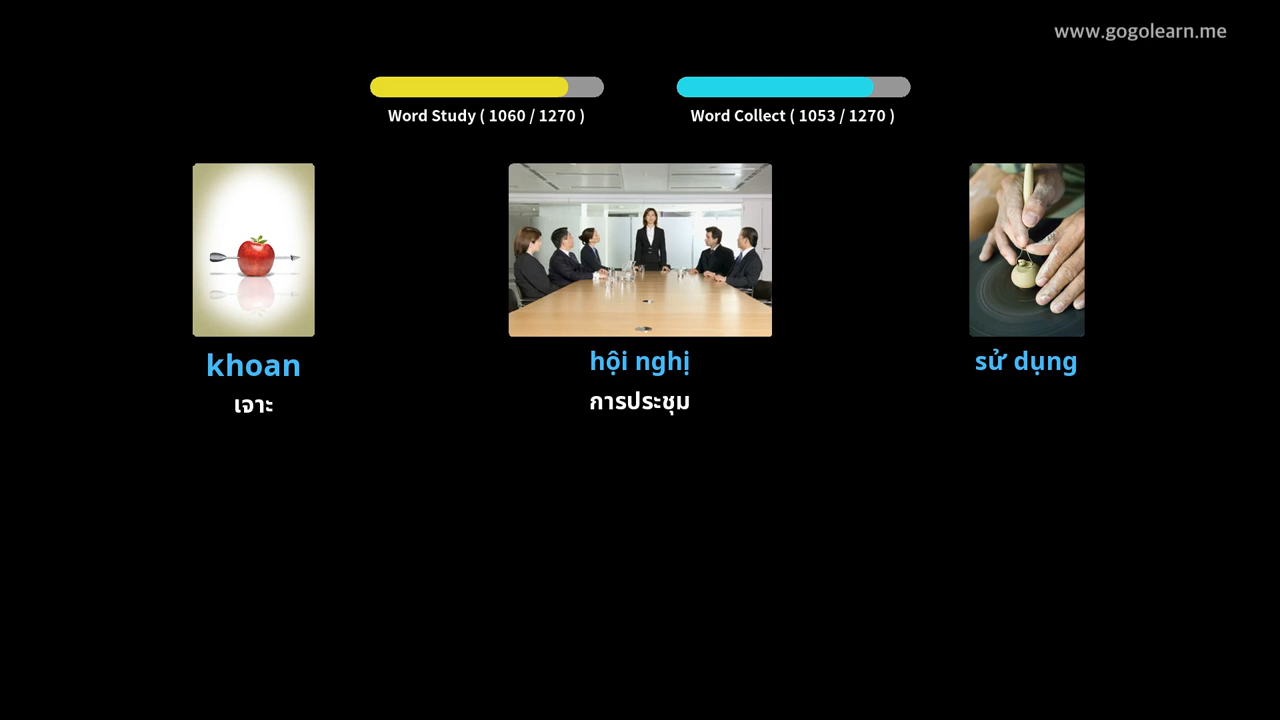 www.gogolearn.me
Word Study ( 1060 / 1270 )
Word Collect ( 1053 / 1270 )
khoan
hội nghị
sử dụng
เจาะ
การประชุม